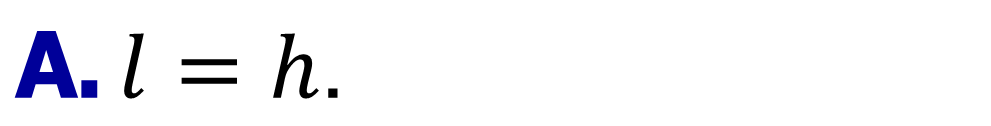 A. l = h.